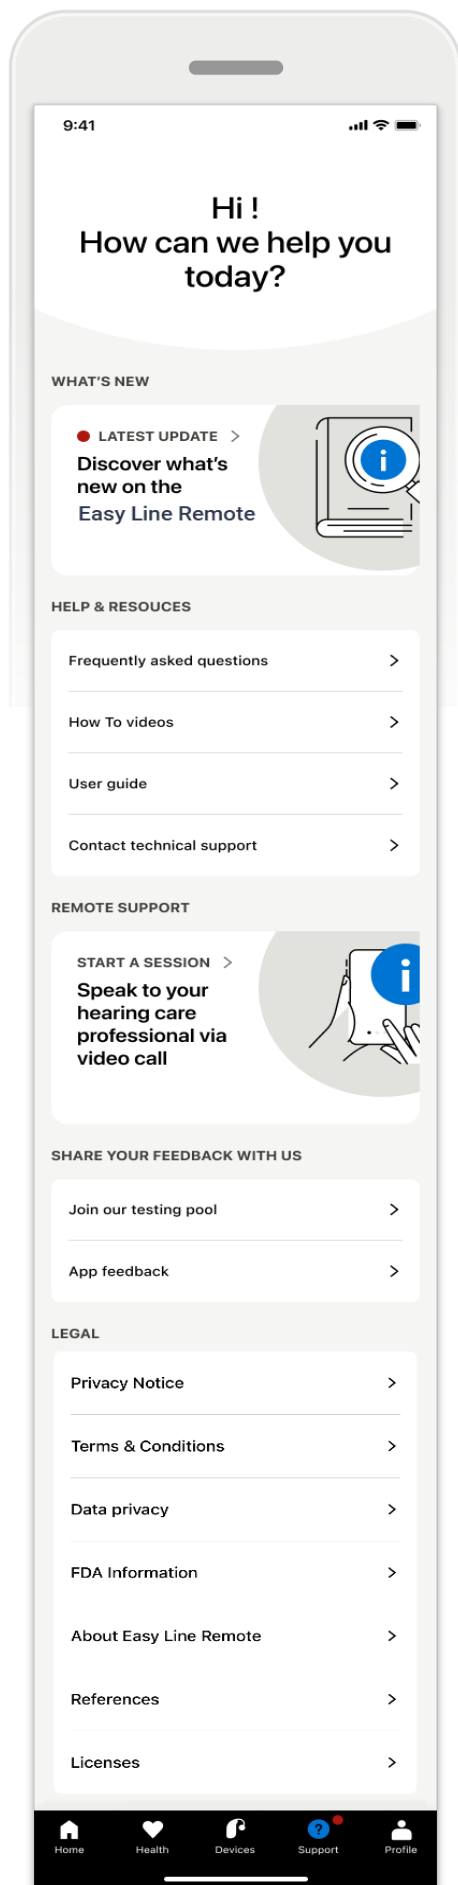 9:41
Hi !
How can we help you
today?
WHAT'S NEW
LATEST UPDATE
Discover what's
new on the
Easy Line Remote
i
HELP & RESOUCES
Frequently asked questions
How To videos
User guide
Contact technical support
REMOTE SUPPORT
START A SESSION
i
Speak to your
hearing care
professional via
video call
SHARE YOUR FEEDBACK WITH US
Join our testing pool
App feedback
LEGAL
Privacy Notice
Terms & Conditions
Data privacy
FDA Information
About Easy Line Remote
References
Licenses
?
Home Health Devices Support Profile